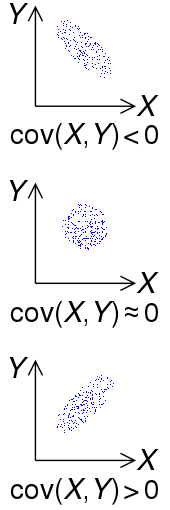 Y
X
cov(X, Y) < 0
Y
X
cov(X, Y) ≈ 0
Y
X
cov(X, Y) > 0